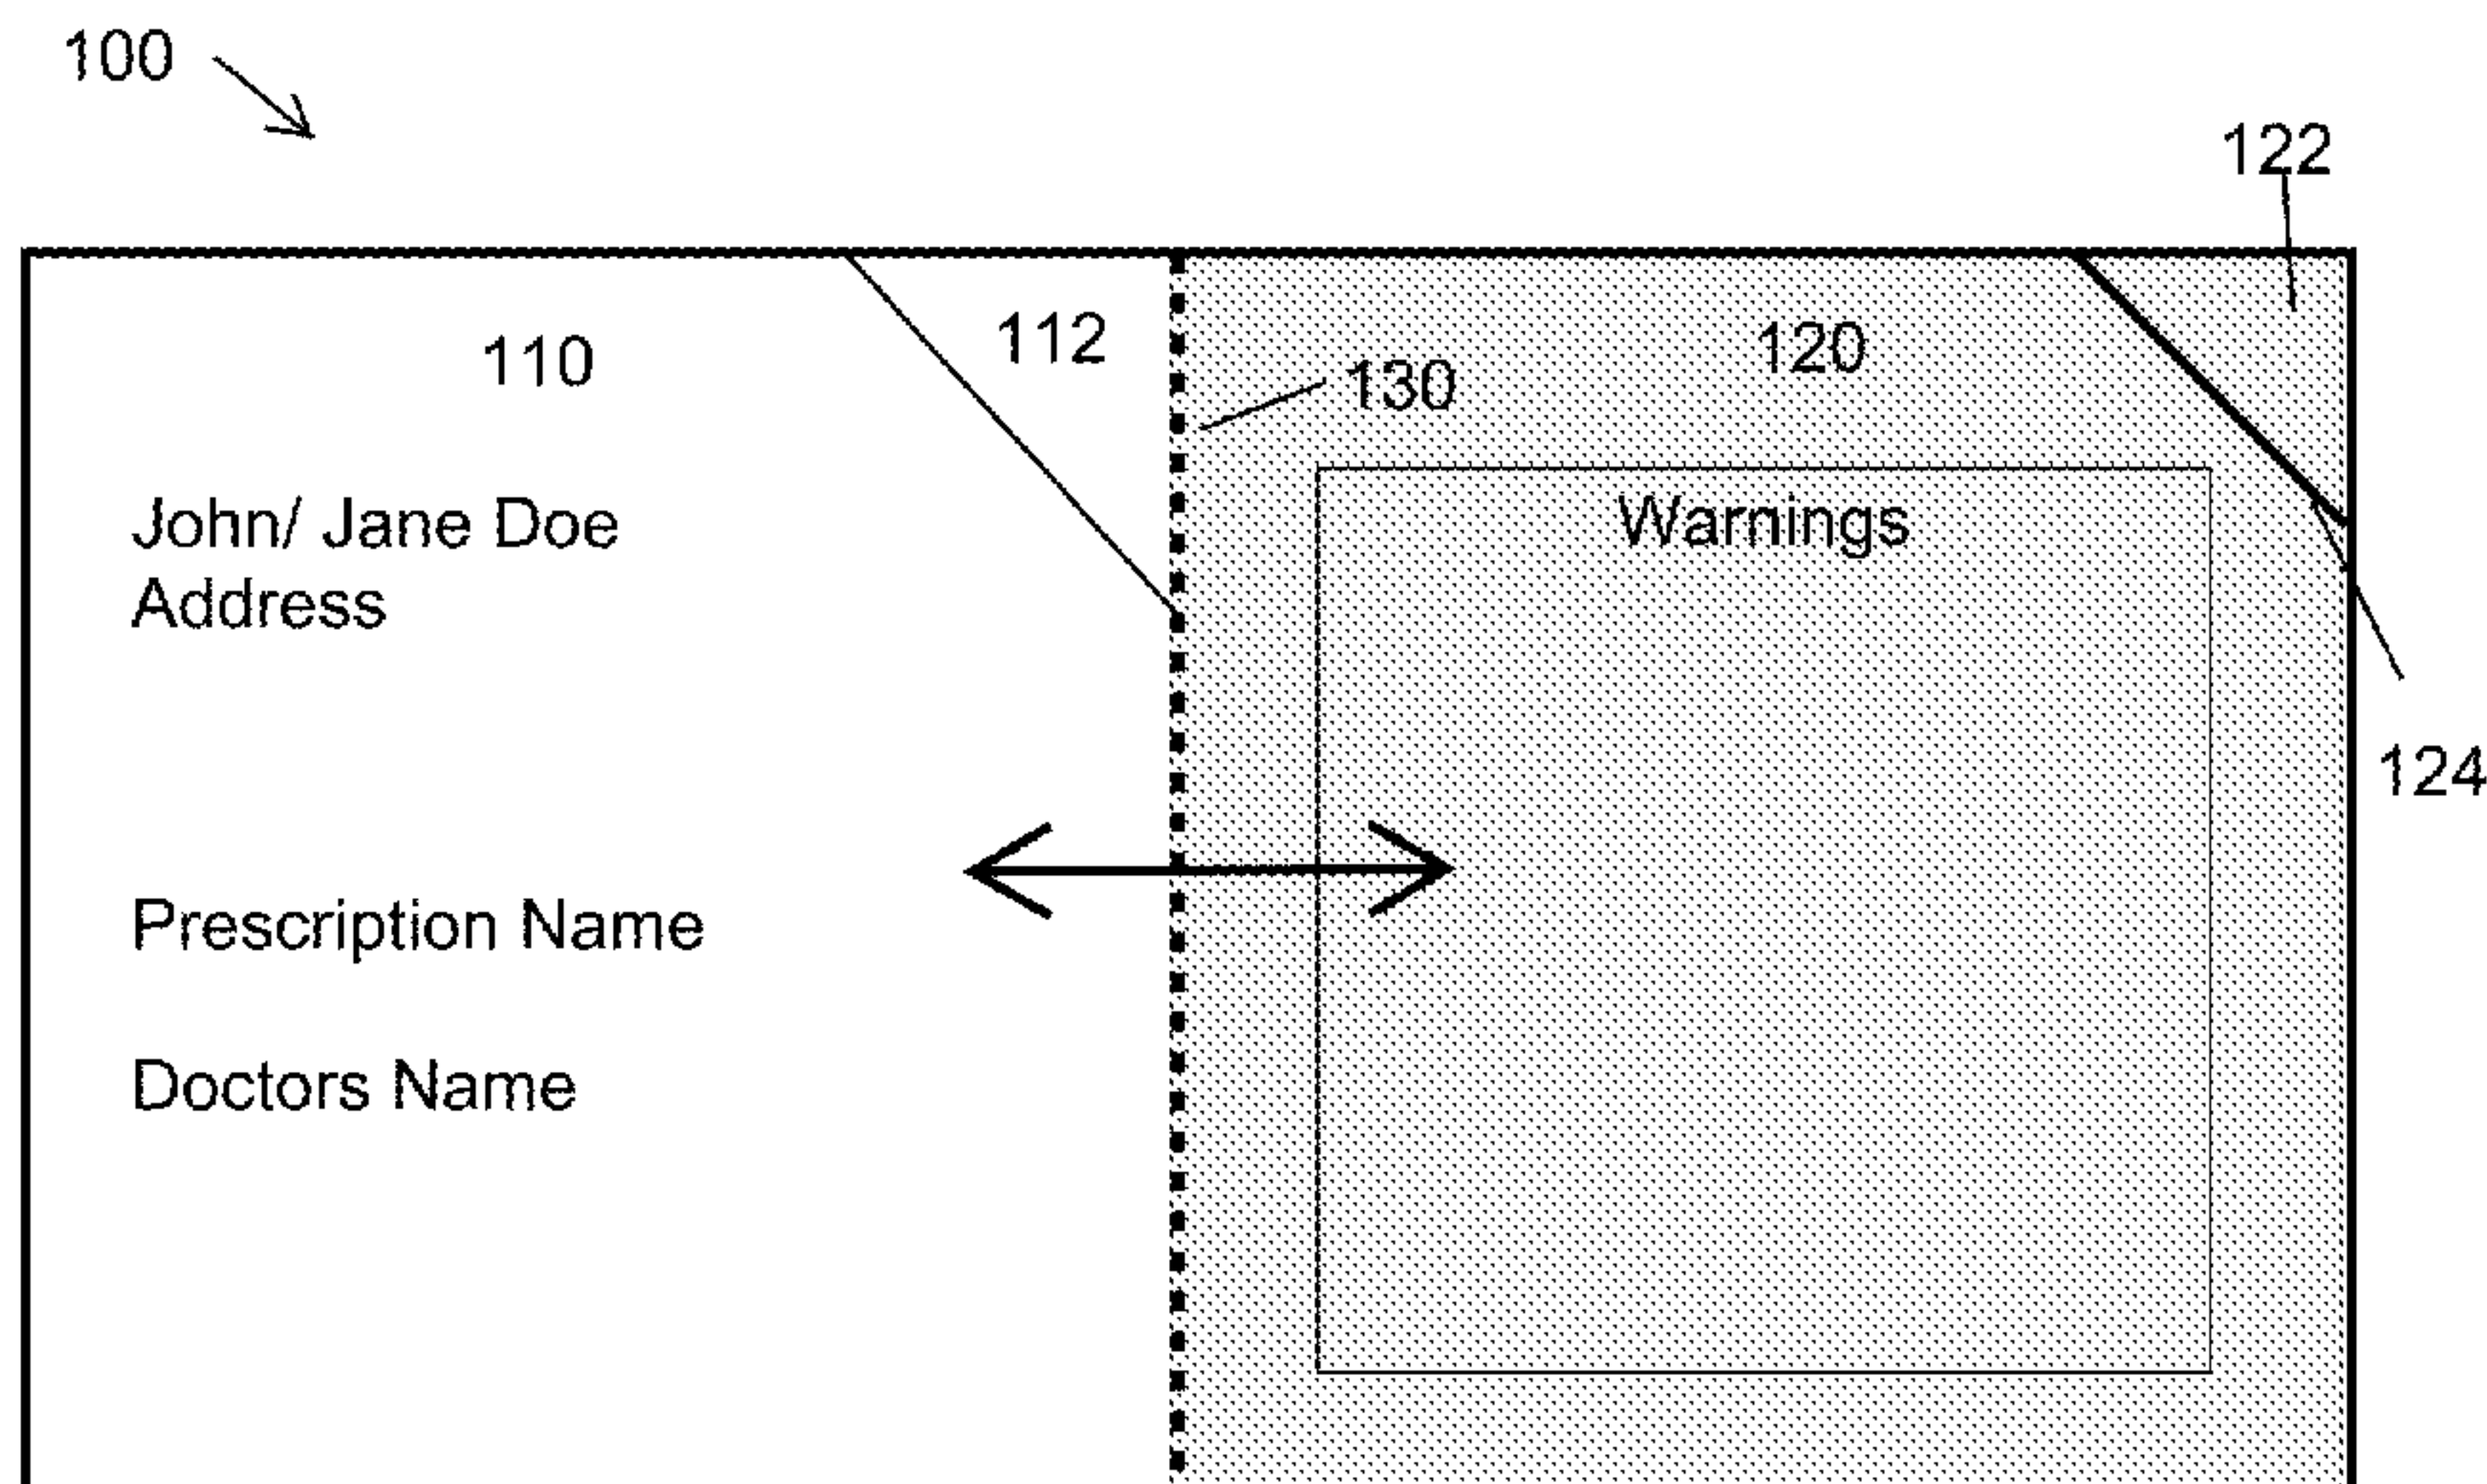 100
122
110
112
130
120
John/ Jane Doe
Address
Warnings
124
Prescription Name
Doctors Name